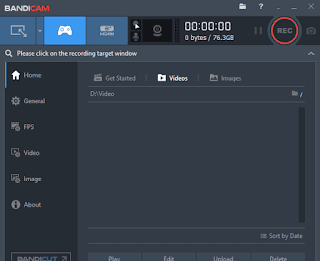 BANDICAM
HDMI
00:00:00
0 bytes / 76.3GB
REC
Please click on the recording target window
Home
Get Started
Videos
Images
General
D:\Video
/
FPS
Video
Image
About
Sort by Date
BANDICUT
Play
Edit
Upload
Delete